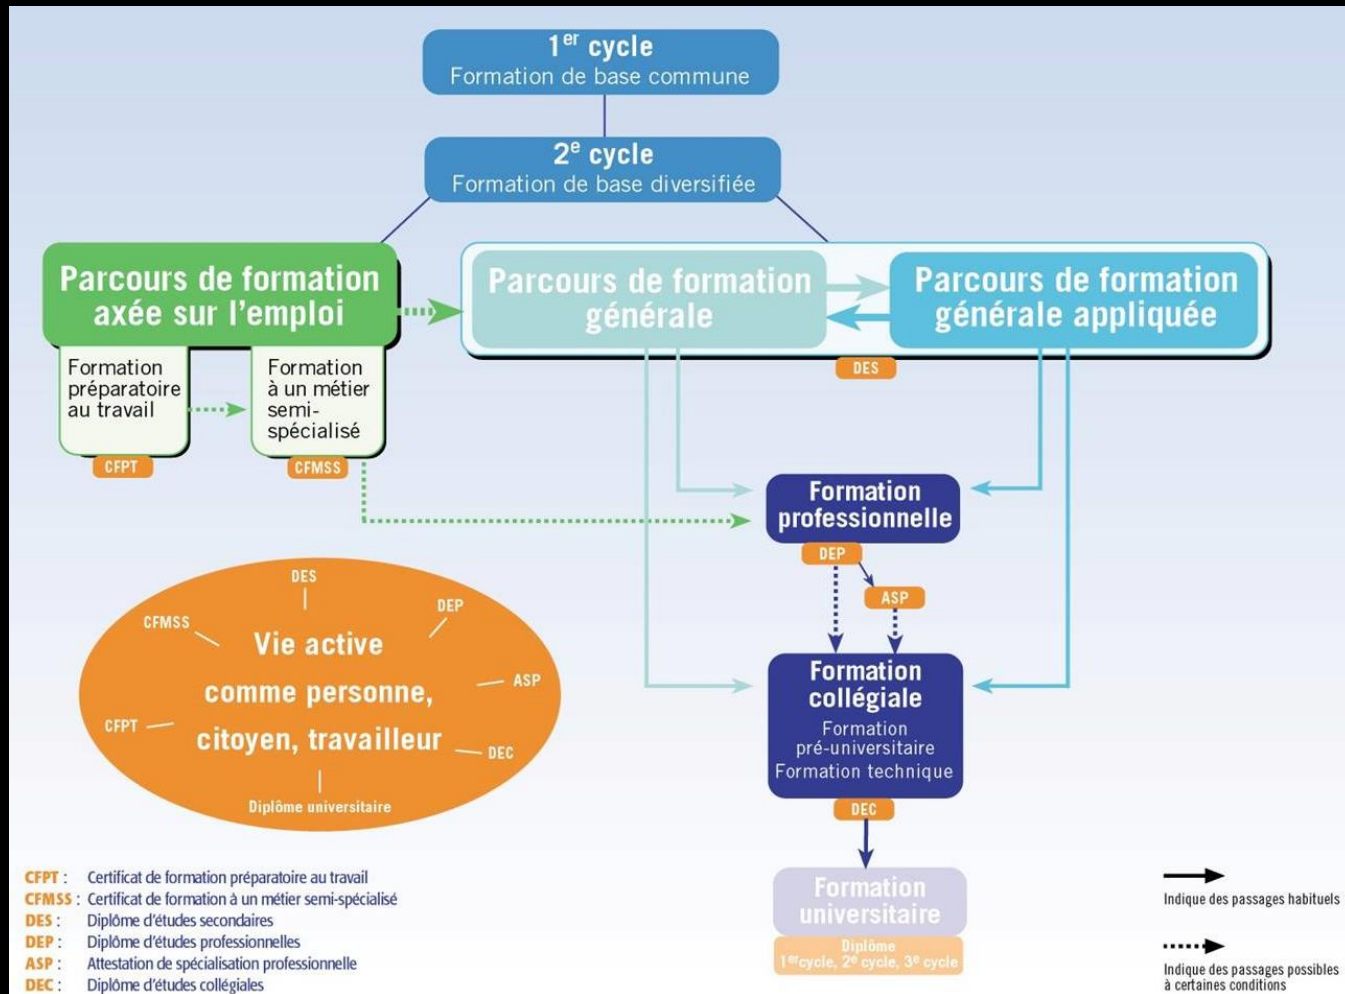 1er cycle
Formation de base commune
2e cycle
Formation de base diversifiée
Parcours de formation
axée sur l'emploi
Parcours de formation
générale
Parcours de formation
générale appliquée
DES
Formation
préparatoire
au travail
CFPT
Formation
à un métier
semi-
spécialisé
CFMSS
Formation
professionnelle
DEP
ASP
Formation
collégiale
Formation
pré-universitaire
Formation technique
DEC
Formation
universitaire
Diplôme
1er cycle, 2e cycle, 3e cycle
DES
DEP
CFMSS
Vie active
comme personne,
citoyen, travailleur
ASP
CFPT
DEC
Diplôme universitaire
CFPT : Certificat de formation préparatoire au travail
CFMSS : Certificat de formation à un métier semi-spécialisé
DES : Diplôme d'études secondaires
DEP : Diplôme d'études professionnelles
ASP : Attestation de spécialisation professionnelle
DEC : Diplôme d'études collégiales
Indique des passages habituels
Indique des passages possibles
à certaines conditions